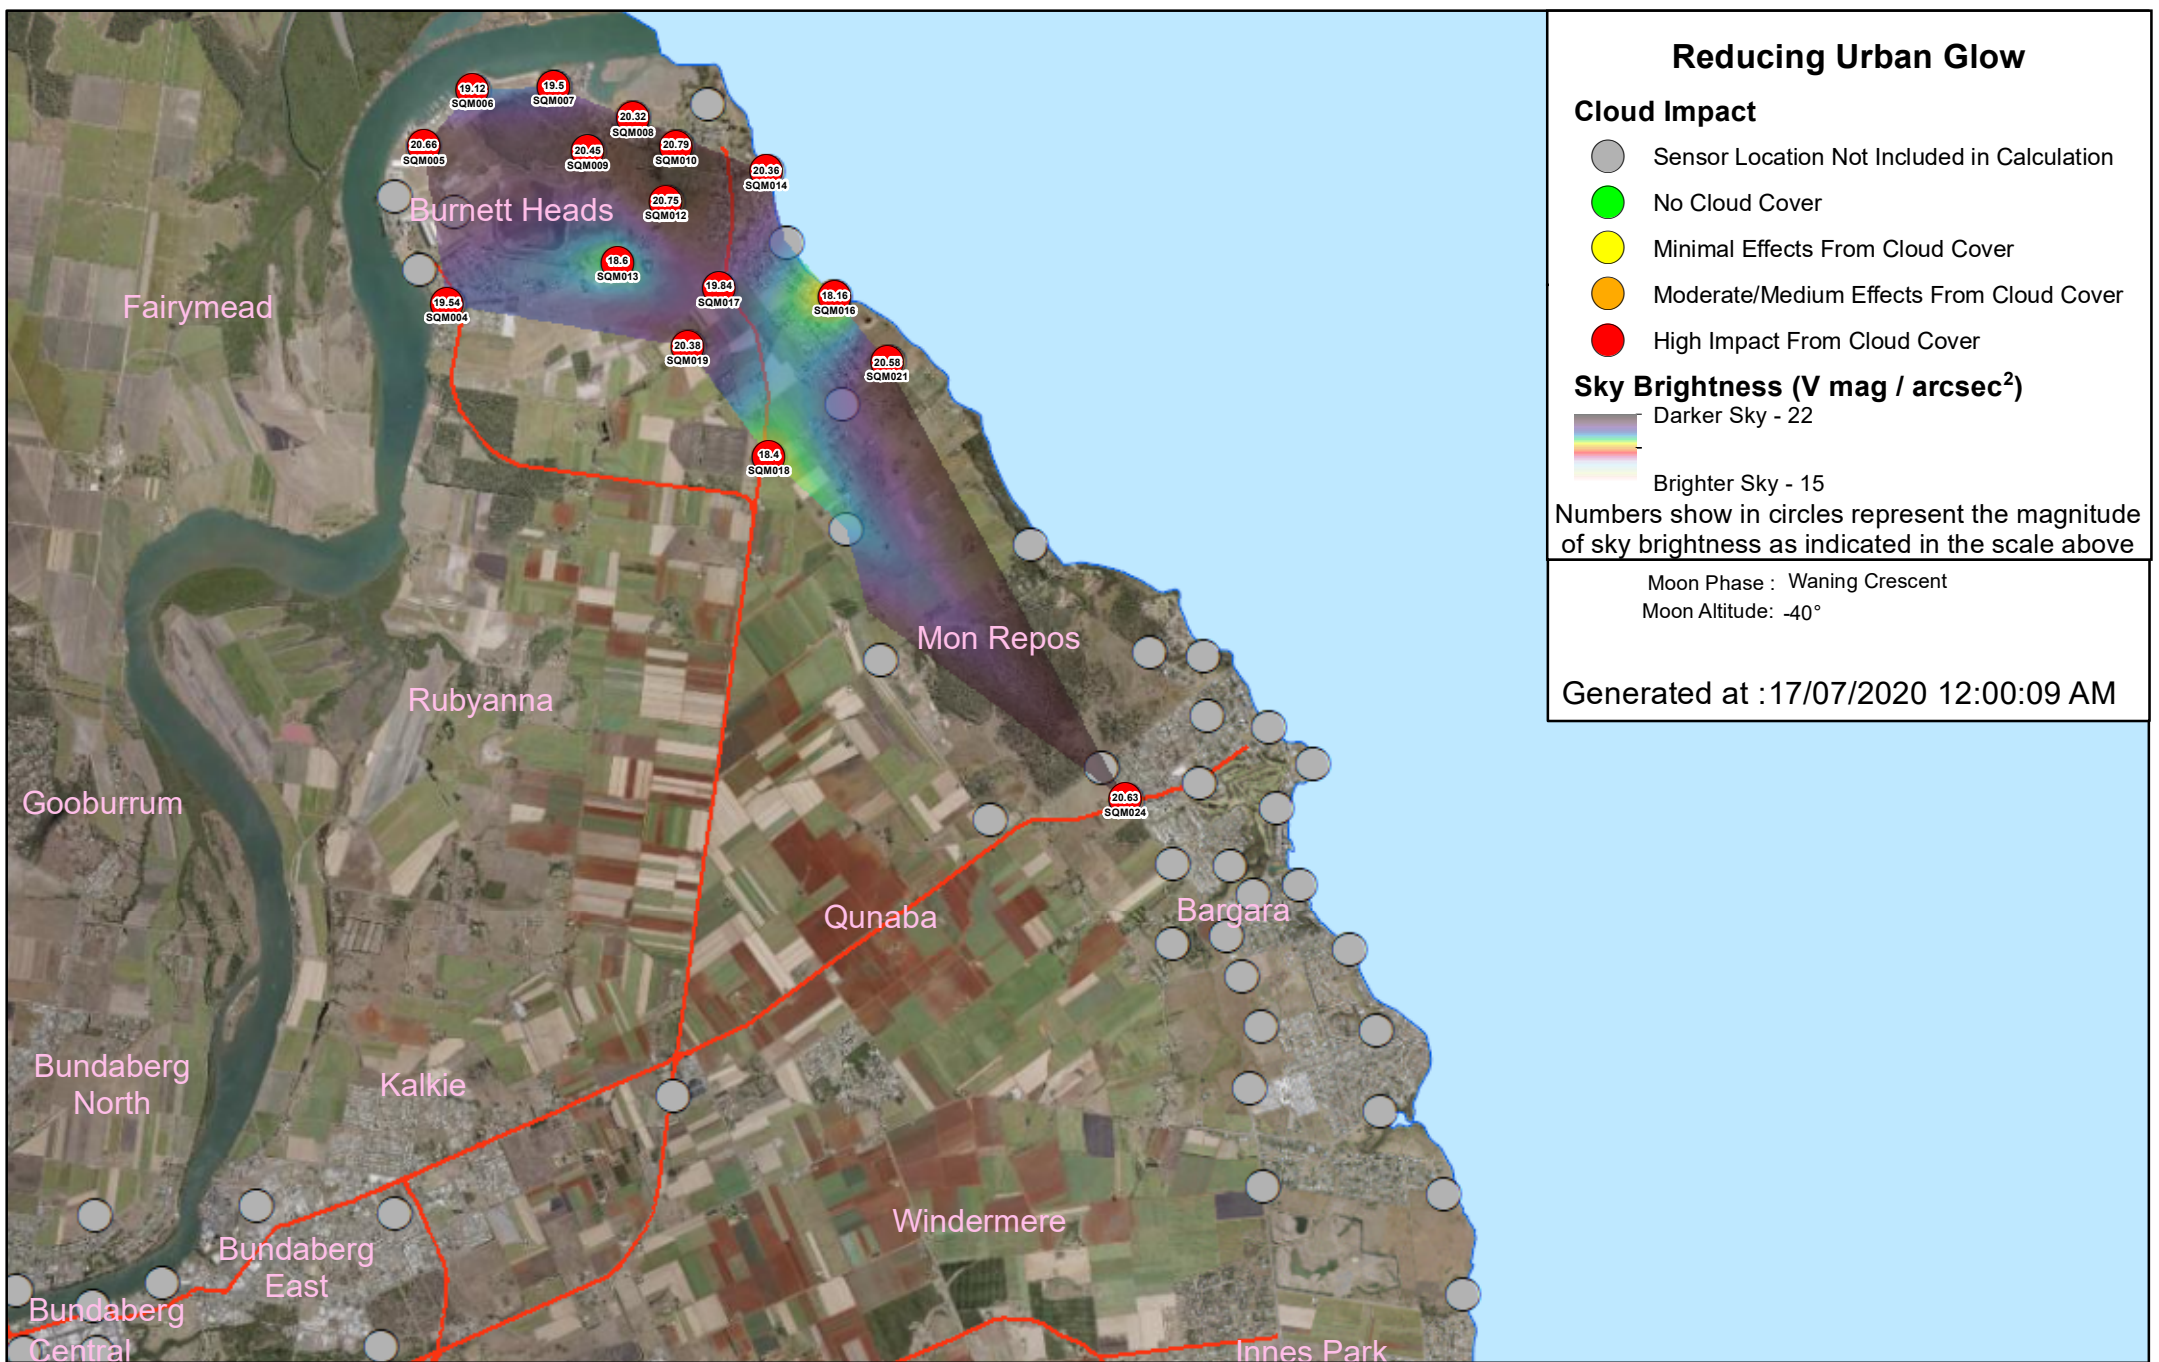 Reducing Urban Glow
Cloud Impact
Sensor Location Not Included in Calculation
No Cloud Cover
Minimal Effects From Cloud Cover
Moderate/Medium Effects From Cloud Cover
High Impact From Cloud Cover
Sky Brightness (V mag / arcsec²)
Darker Sky - 22
Brighter Sky - 15
Numbers show in circles represent the magnitude
of sky brightness as indicated in the scale above
Moon Phase : Waning Crescent
Moon Altitude: -40°
Generated at :17/07/2020 12:00:09 AM
19.12
SQM006
19.5
SQM007
20.32
SQM008
20.66
SQM005
20.45
SQM009
20.79
SQM010
20.36
SQM014
20.75
SQM012
Burnett Heads
18.6
SQM013
19.84
SQM017
18.16
SQM016
19.54
SQM004
Fairymead
20.38
SQM019
20.58
SQM021
18.4
SQM018
Mon Repos
Rubyanna
Gooburrum
20.63
SQM024
Qunaba
Bargara
Bundaberg
North
Kalkie
Windermere
Bundaberg
East
Bundaberg
Central
Innes Park